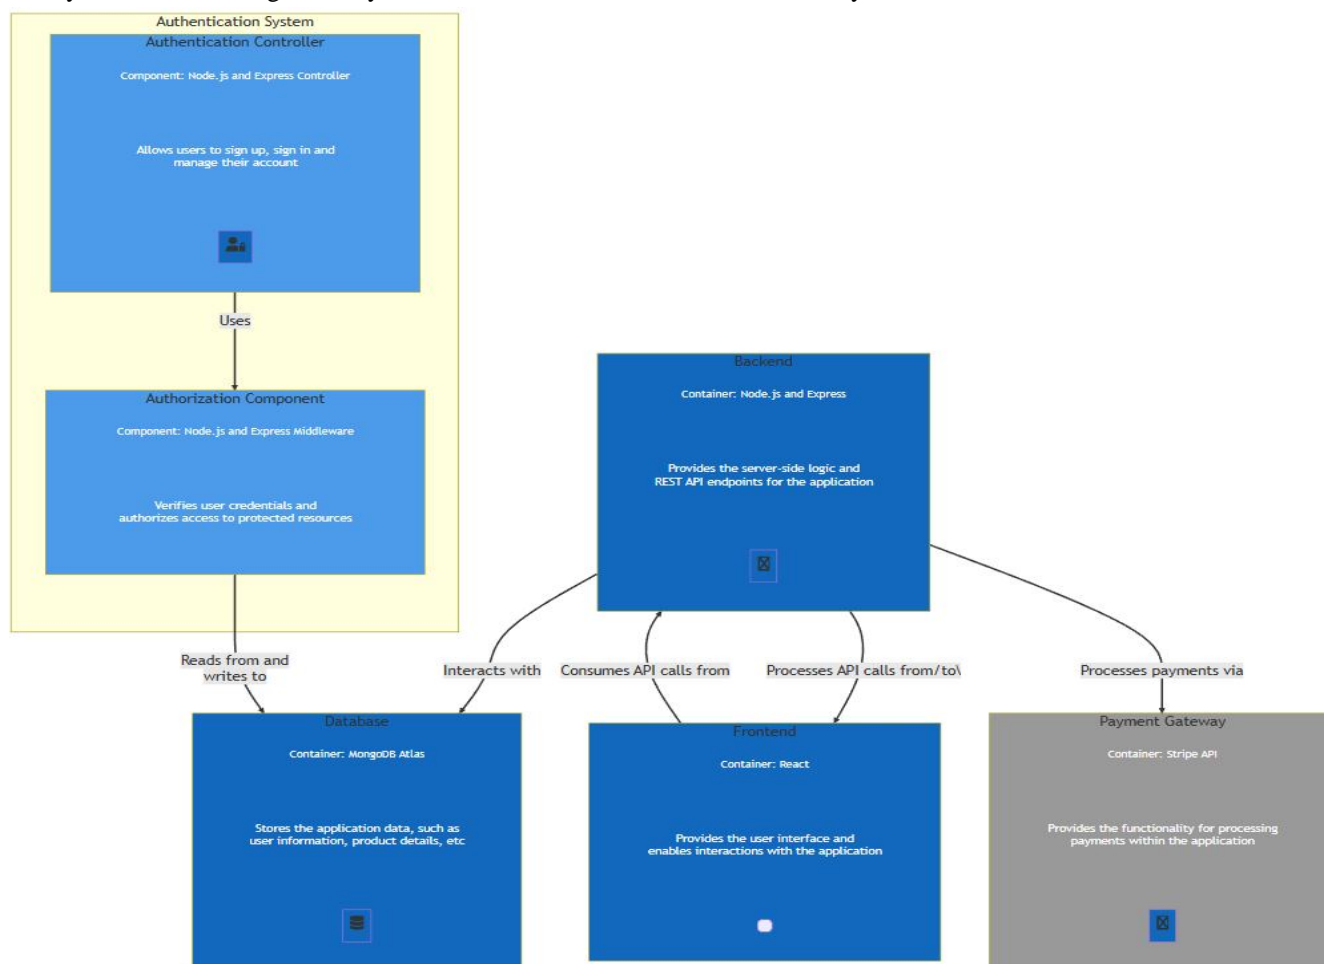 Authentication System
Authentication Controller
Component: Node.js and Express Controller
Allows users to sign up, sign in and
manage their account
Uses
Authorization Component
Component: Node.js and Express Middleware
Verifies user credentials and
authorizes access to protected resources
Backend
Container: Node.js and Express
Provides the server-side logic and
REST API endpoints for the application
Reads from and
writes to
Interacts with
Consumes API calls from
Processes API calls from/to\
Processes payments via
Database
Container: MongoDB Atlas
Stores the application data, such as
user information, product details, etc
Frontend
Container: React
Provides the user interface and
enables interactions with the application
Payment Gateway
Container: Stripe API
Provides the functionality for processing
payments within the application